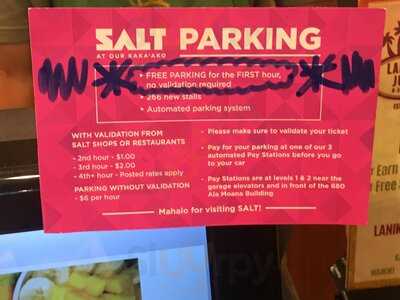 SALT PARKING
AT OUR KAKA'AKO
• FREE PARKING for the FIRST hour,
no validation required
• 266 new stalls
• Automated parking system
WITH VALIDATION FROM
SALT SHOPS OR RESTAURANTS
- 2nd hour - $1.00
- 3rd hour - $2.00
- 4th+ hour - Posted rates apply
PARKING WITHOUT VALIDATION
- $6 per hour
• Please make sure to validate your ticket
• Pay for your parking at one of our 3
automated Pay Stations before you go
to your car
• Pay Stations are at levels 1 & 2 near the
garage elevators and in front of the 680
Ala Moana Building
Mahalo for visiting SALT!
LA
J
Earn
Free
LANIK